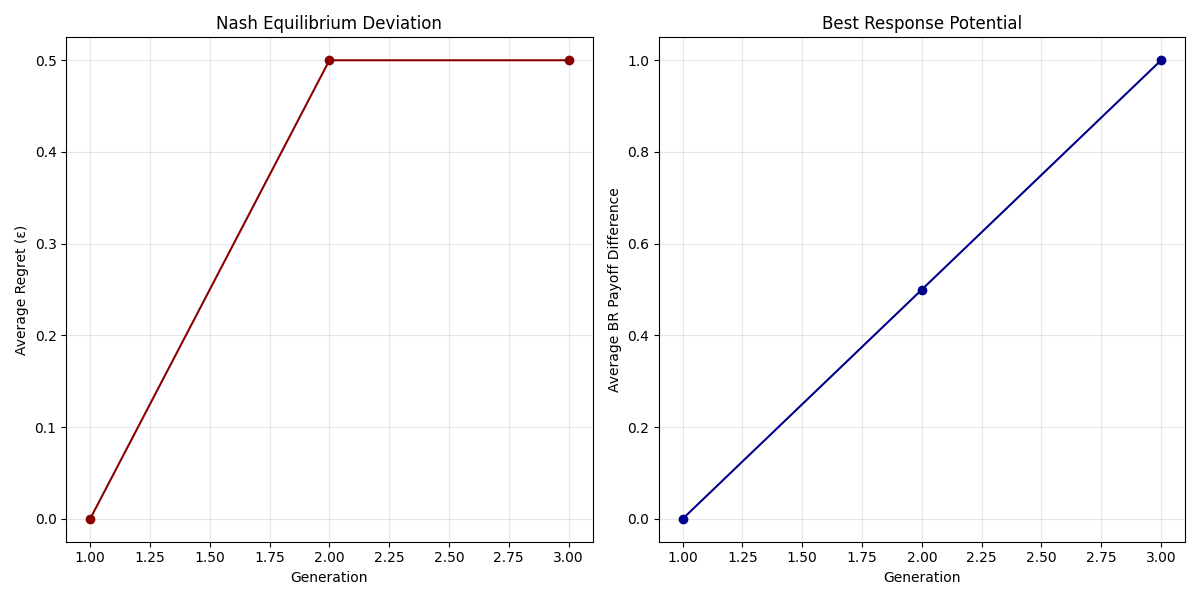 Nash Equilibrium Deviation
Average Regret (ε)
0.5
0.4
0.3
0.2
0.1
0.0
1.00 1.25 1.50 1.75 2.00 2.25 2.50 2.75 3.00
Generation
Best Response Potential
Average BR Payoff Difference
1.0
0.8
0.6
0.4
0.2
0.0
1.00 1.25 1.50 1.75 2.00 2.25 2.50 2.75 3.00
Generation